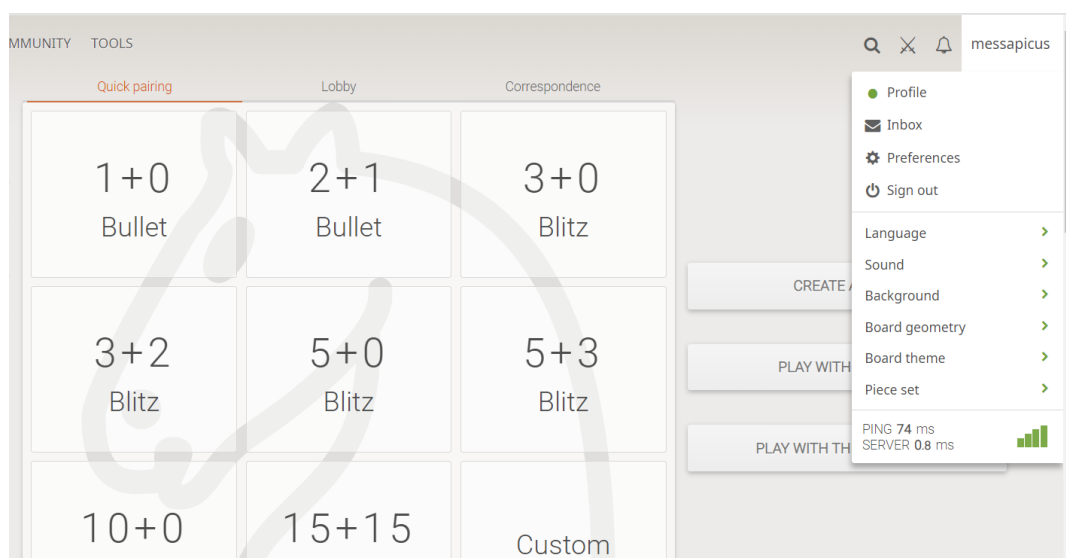 MMUNITY TOOLS
messapicus
Quick pairing Lobby Correspondence
1+0
Bullet
2+1
Bullet
3+0
Blitz
3+2
Blitz
5+0
Blitz
5+3
Blitz
10+0
15+15
Custom
CREATE A
PLAY WITH
PLAY WITH TH
Profile
Inbox
Preferences
Sign out
Language
Sound
Background
Board geometry
Board theme
Piece set
PING 74 ms
SERVER 0.8 ms